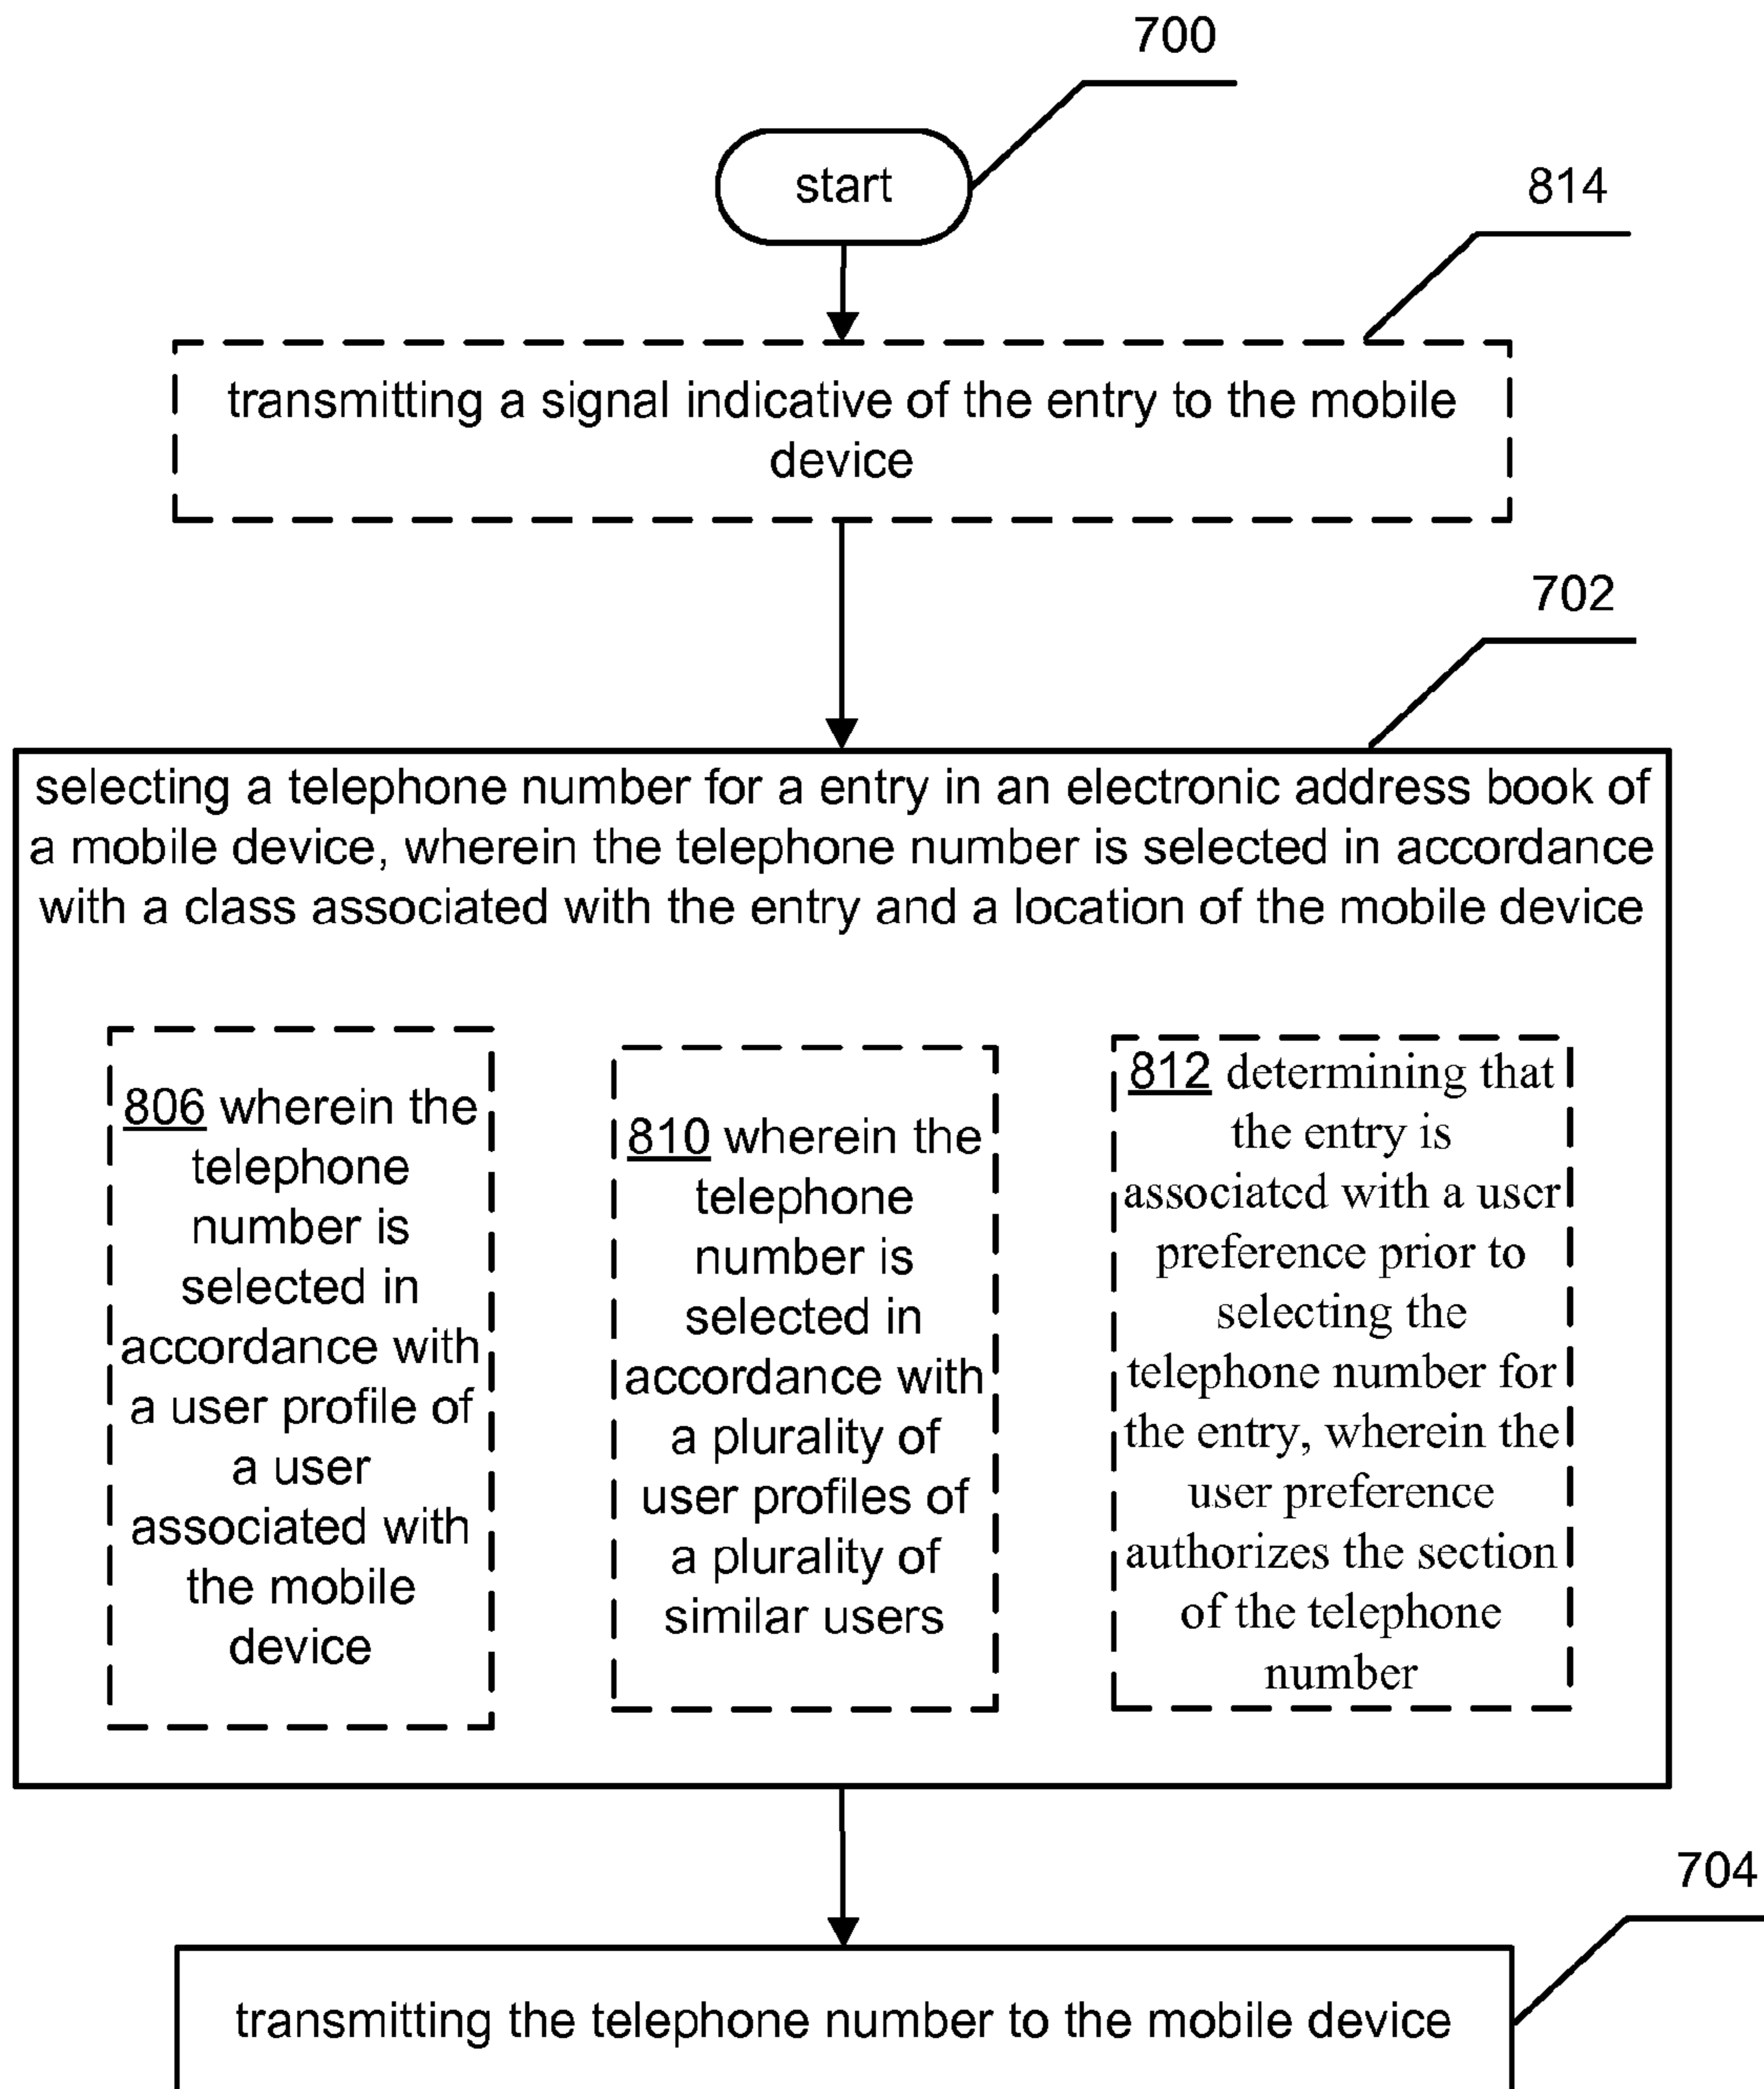 700
start
814
transmitting a signal indicative of the entry to the mobile
device
702
selecting a telephone number for a entry in an electronic address book of
a mobile device, wherein the telephone number is selected in accordance
with a class associated with the entry and a location of the mobile device
806 wherein the
telephone
number is
selected in
accordance with
a user profile of
a user
associated with
the mobile
device
810 wherein the
telephone
number is
selected in
accordance with
a plurality of
user profiles of
a plurality of
similar users
812 determining that
the entry is
associated with a user
preference prior to
selecting the
telephone number for
the entry, wherein the
user preference
authorizes the section
of the telephone
number
704
transmitting the telephone number to the mobile device